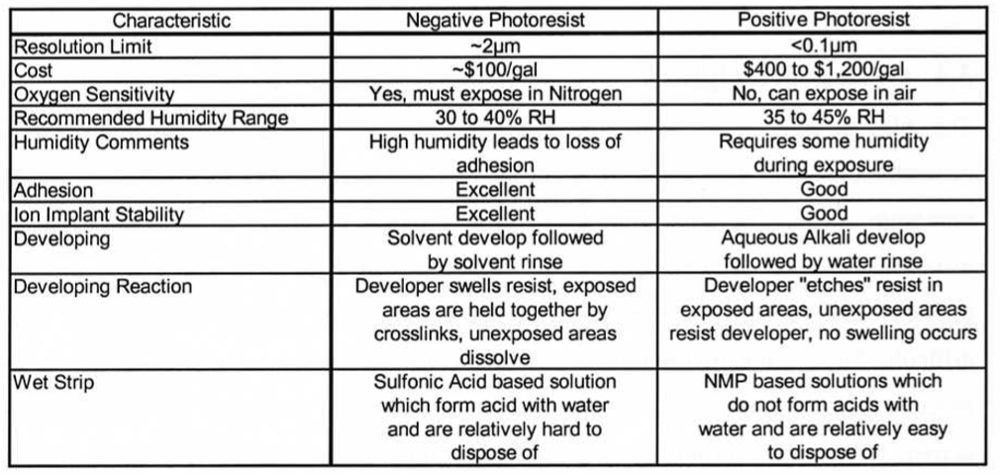 Characteristic Negative Photoresist Positive Photoresist
Resolution Limit ~2µm <0.1µm
Cost ~$100/gal $400 to $1,200/gal
Oxygen Sensitivity Yes, must expose in Nitrogen No, can expose in air
Recommended Humidity Range 30 to 40% RH 35 to 45% RH
Humidity Comments High humidity leads to loss of Requires some humidity
adhesion during exposure
Adhesion Excellent Good
Ion Implant Stability Excellent Good
Developing Solvent develop followed Aqueous Alkali develop
by solvent rinse followed by water rinse
Developing Reaction Developer swells resist, exposed Developer "etches" resist in
areas are held together by exposed areas, unexposed areas
crosslinks, unexposed areas resist developer, no swelling occurs
dissolve
Wet Strip Sulfonic Acid based solution NMP based solutions which
which form acid with water do not form acids with
and are relatively hard to water and are relatively easy
dispose of to dispose of